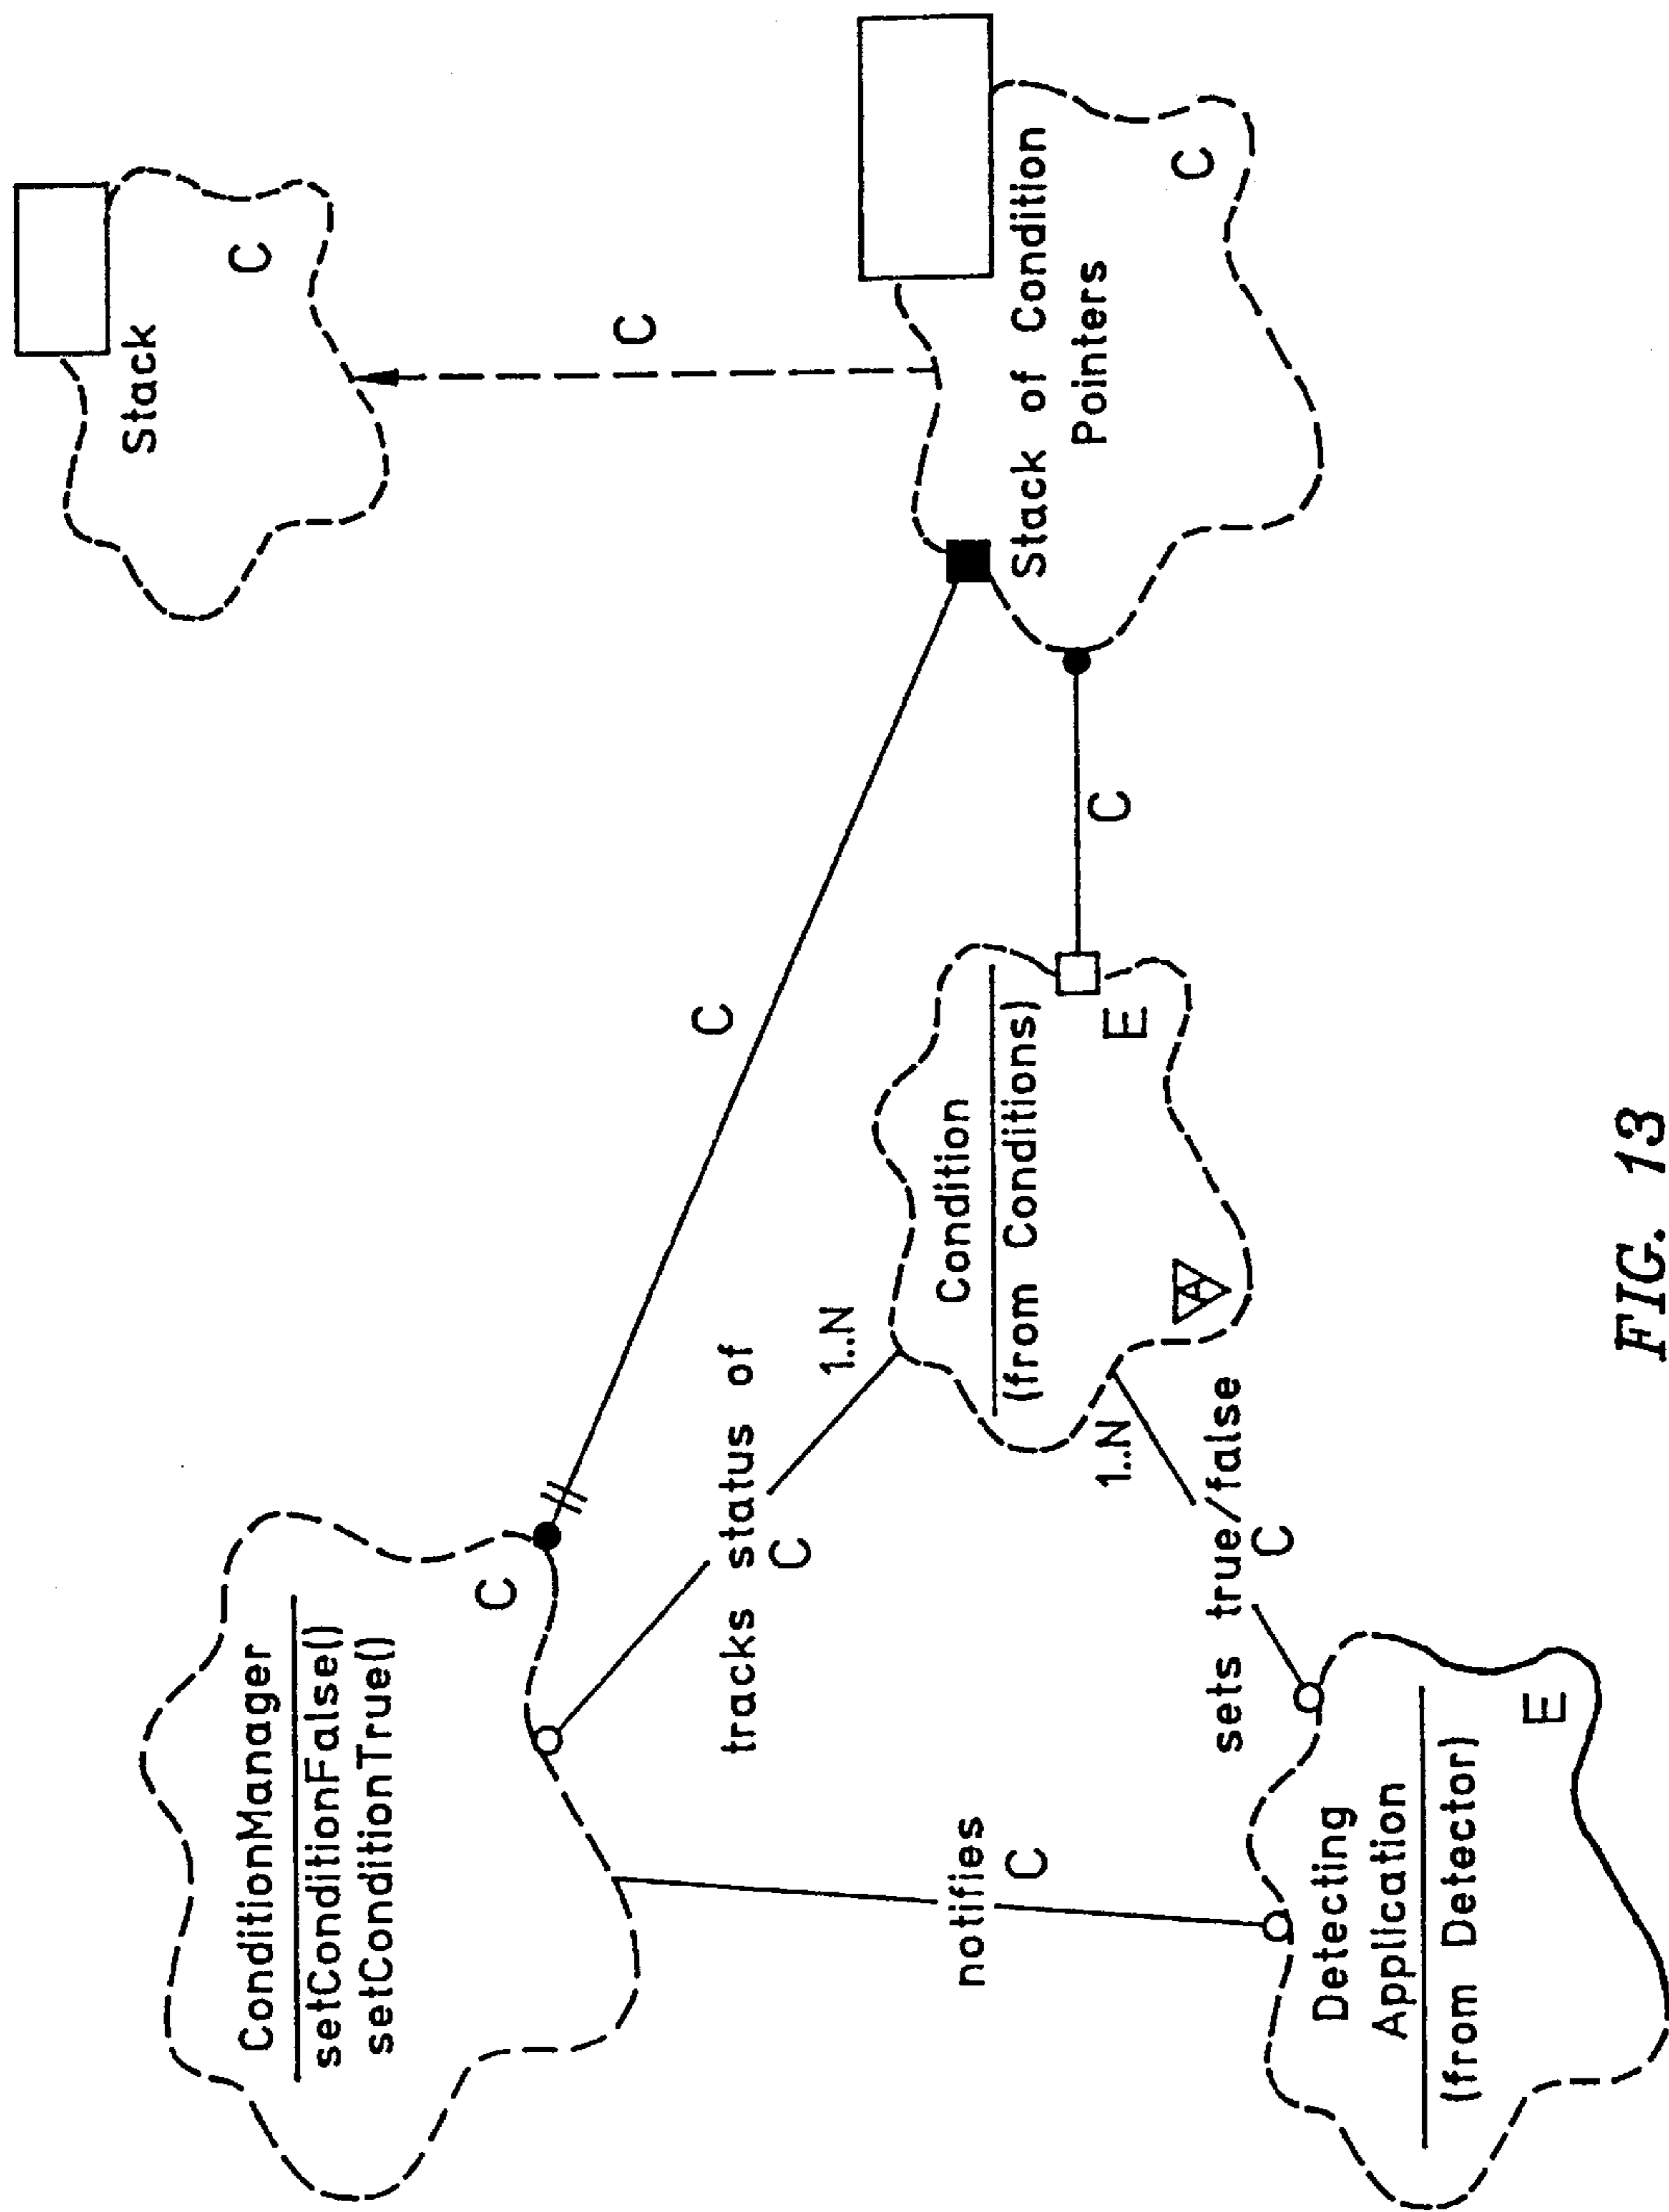 ConditionManager
setConditionFalse()
setConditionTrue()
C
Stack
C
C
C
tracks status of
C
1..N
notifies
C
Condition
(from Conditions)
E
A
C
Stack of Condition
Pointers
C
1..N
sets true/false
C
Detecting
Application
(from Detector)
E
FIG. 13